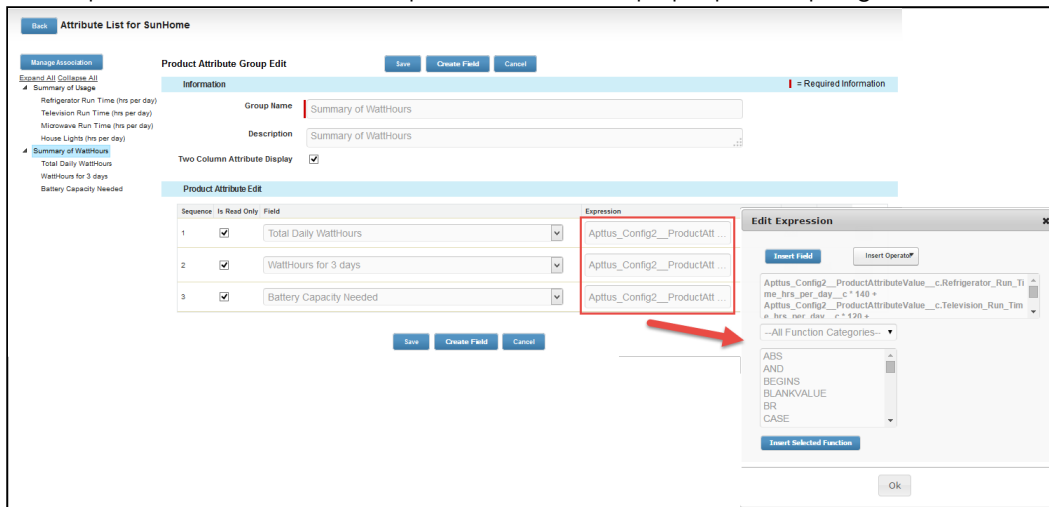 Back Attribute List for SunHome
Manage Association
Expand All Collapse All
Summary of Usage
Refrigerator Run Time (hrs per day)
Television Run Time (hrs per day)
Microwave Run Time (hrs per day)
House Lights (hrs per day)
Summary of WattHours
Total Daily WattHours
WattHours for 3 days
Battery Capacity Needed
Product Attribute Group Edit Save Create Field Cancel
Information = Required Information
Group Name Summary of WattHours
Description Summary of WattHours
Two Column Attribute Display
Product Attribute Edit
Sequence Is Read Only Field Expression
1 Total Daily WattHours Apttus_Config2__ProductAtt ...
2 WattHours for 3 days Apttus_Config2__ProductAtt ...
3 Battery Capacity Needed Apttus_Config2__ProductAtt ...
Save Create Field Cancel
Edit Expression x
Insert Field Insert Operator
Apttus_Config2__ProductAttributeValue__c.Refrigerator_Run_Ti
me_hrs_per_day__c * 140 +
Apttus_Config2__ProductAttributeValue__c.Television_Run_Tim
e_hrs_per_day__c * 120 +
--All Function Categories--
ABS
AND
BEGINS
BLANKVALUE
BR
CASE
Insert Selected Function
Ok